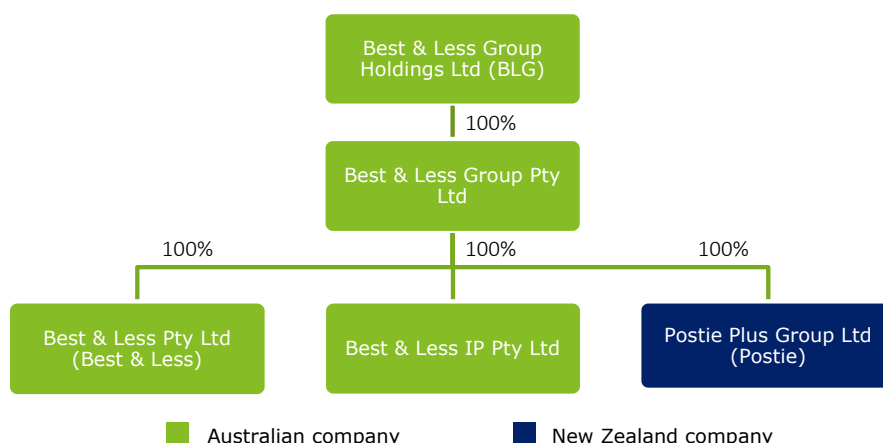 Best & Less Group
Holdings Ltd (BLG)
100%
Best & Less Group Pty
Ltd
100%
100%
100%
Best & Less Pty Ltd
(Best & Less)
Best & Less IP Pty Ltd
Postie Plus Group Ltd
(Postie)
Australian company
New Zealand company